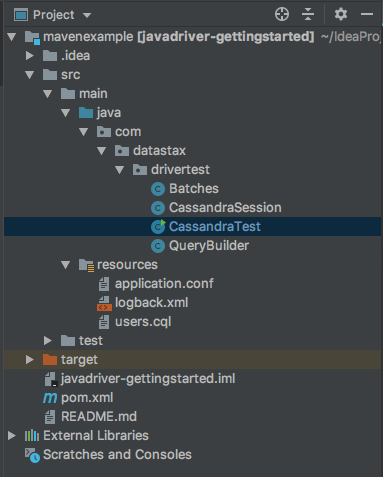 Project
mavenexample [javadriver-gettingstarted] ~/IdeaProj
.idea
src
main
java
com
datastax
drivertest
Batches
CassandraSession
CassandraTest
QueryBuilder
resources
application.conf
logback.xml
users.cql
test
target
javadriver-gettingstarted.iml
pom.xml
README.md
External Libraries
Scratches and Consoles